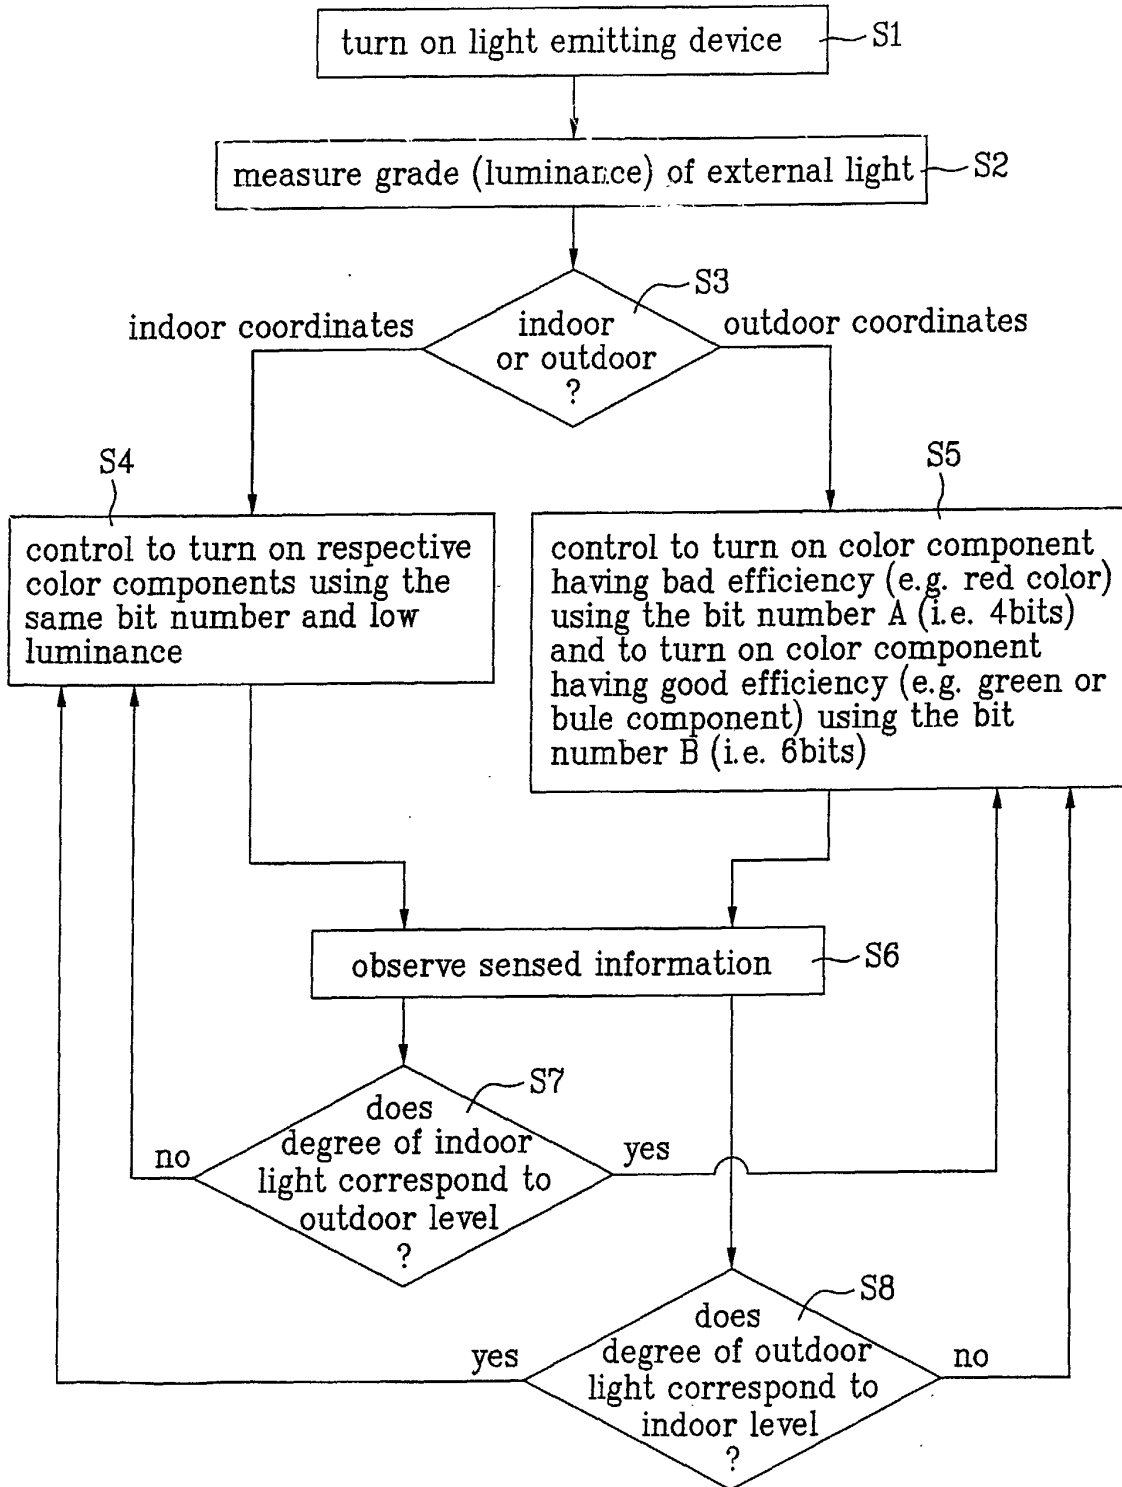 turn on light emitting device
S1
measure grade (luminance) of external light
S2
S3
indoor coordinates
indoor
or outdoor
?
outdoor coordinates
S4
control to turn on respective
color components using the
same bit number and low
luminance
S5
control to turn on color component
having bad efficiency (e.g. red color)
using the bit number A (i.e. 4bits)
and to turn on color component
having good efficiency (e.g. green or
bule component) using the bit
number B (i.e. 6bits)
observe sensed information
S6
S7
does
degree of indoor
light correspond to
outdoor level
?
no
yes
S8
does
degree of outdoor
light correspond to
indoor level
?
yes
no